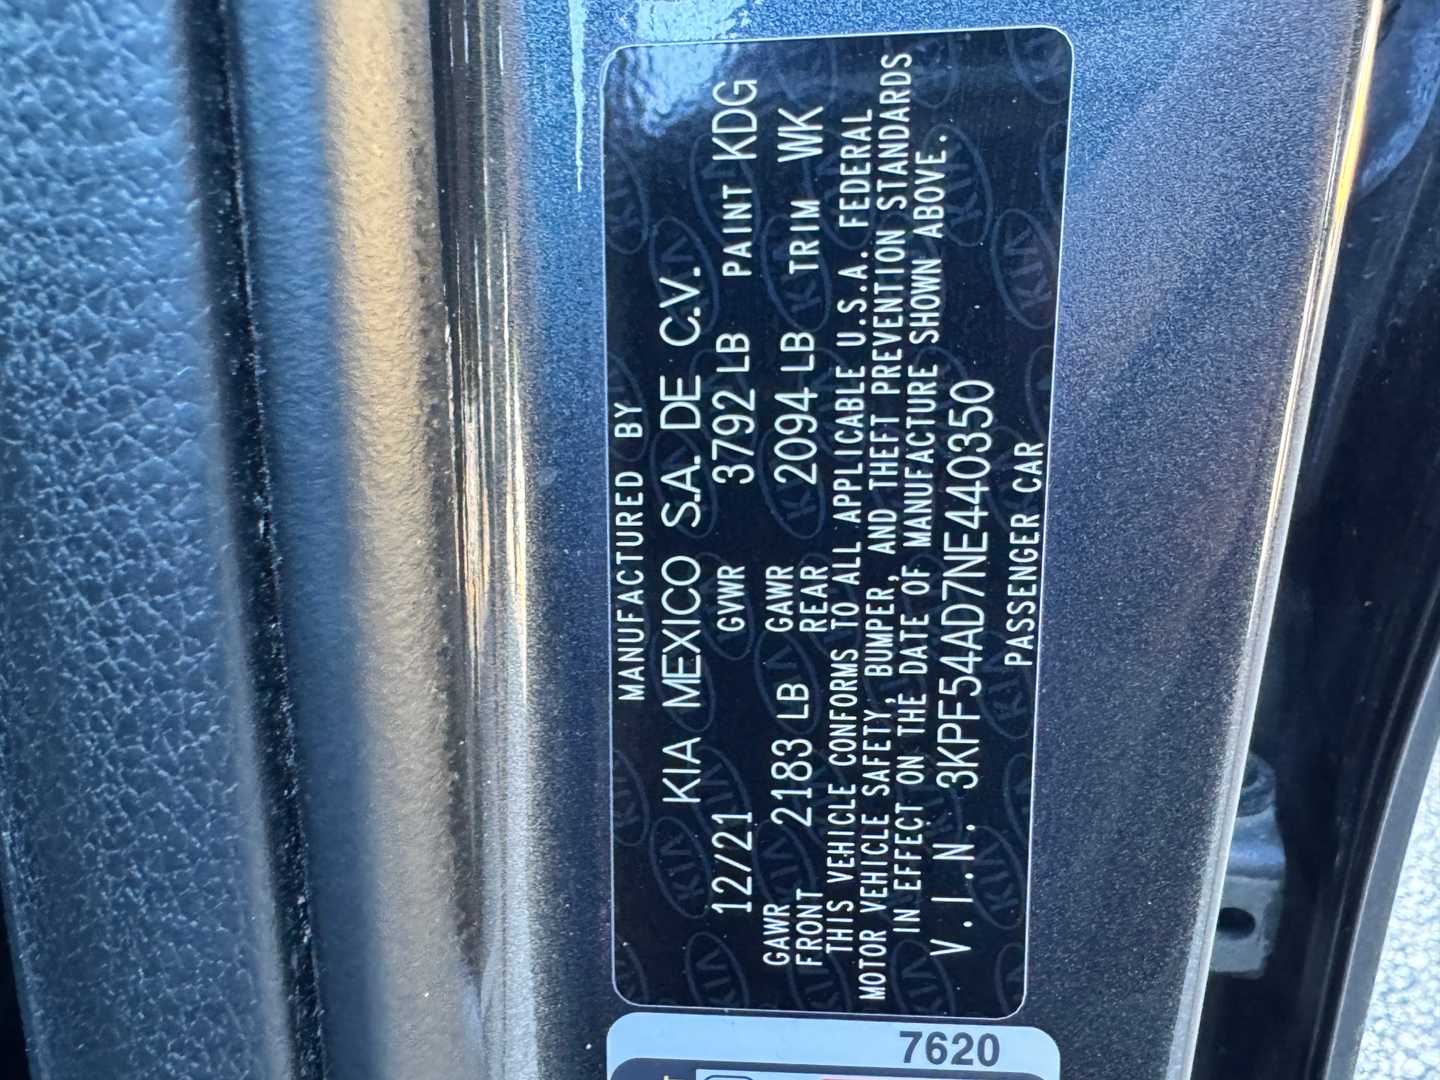 MANUFACTURED BY
KIA MEXICO S.A. DE C.V.
12/21 GVWR 3792 LB PAINT KDG
GAWR FRONT 2183 LB GAWR REAR 2094 LB TRIM WK
THIS VEHICLE CONFORMS TO ALL APPLICABLE U.S.A. FEDERAL
MOTOR VEHICLE SAFETY, BUMPER, AND THEFT PREVENTION STANDARDS
IN EFFECT ON THE DATE OF MANUFACTURE SHOWN ABOVE.
V.I.N. 3KPF54AD7NE440350
PASSENGER CAR
7620